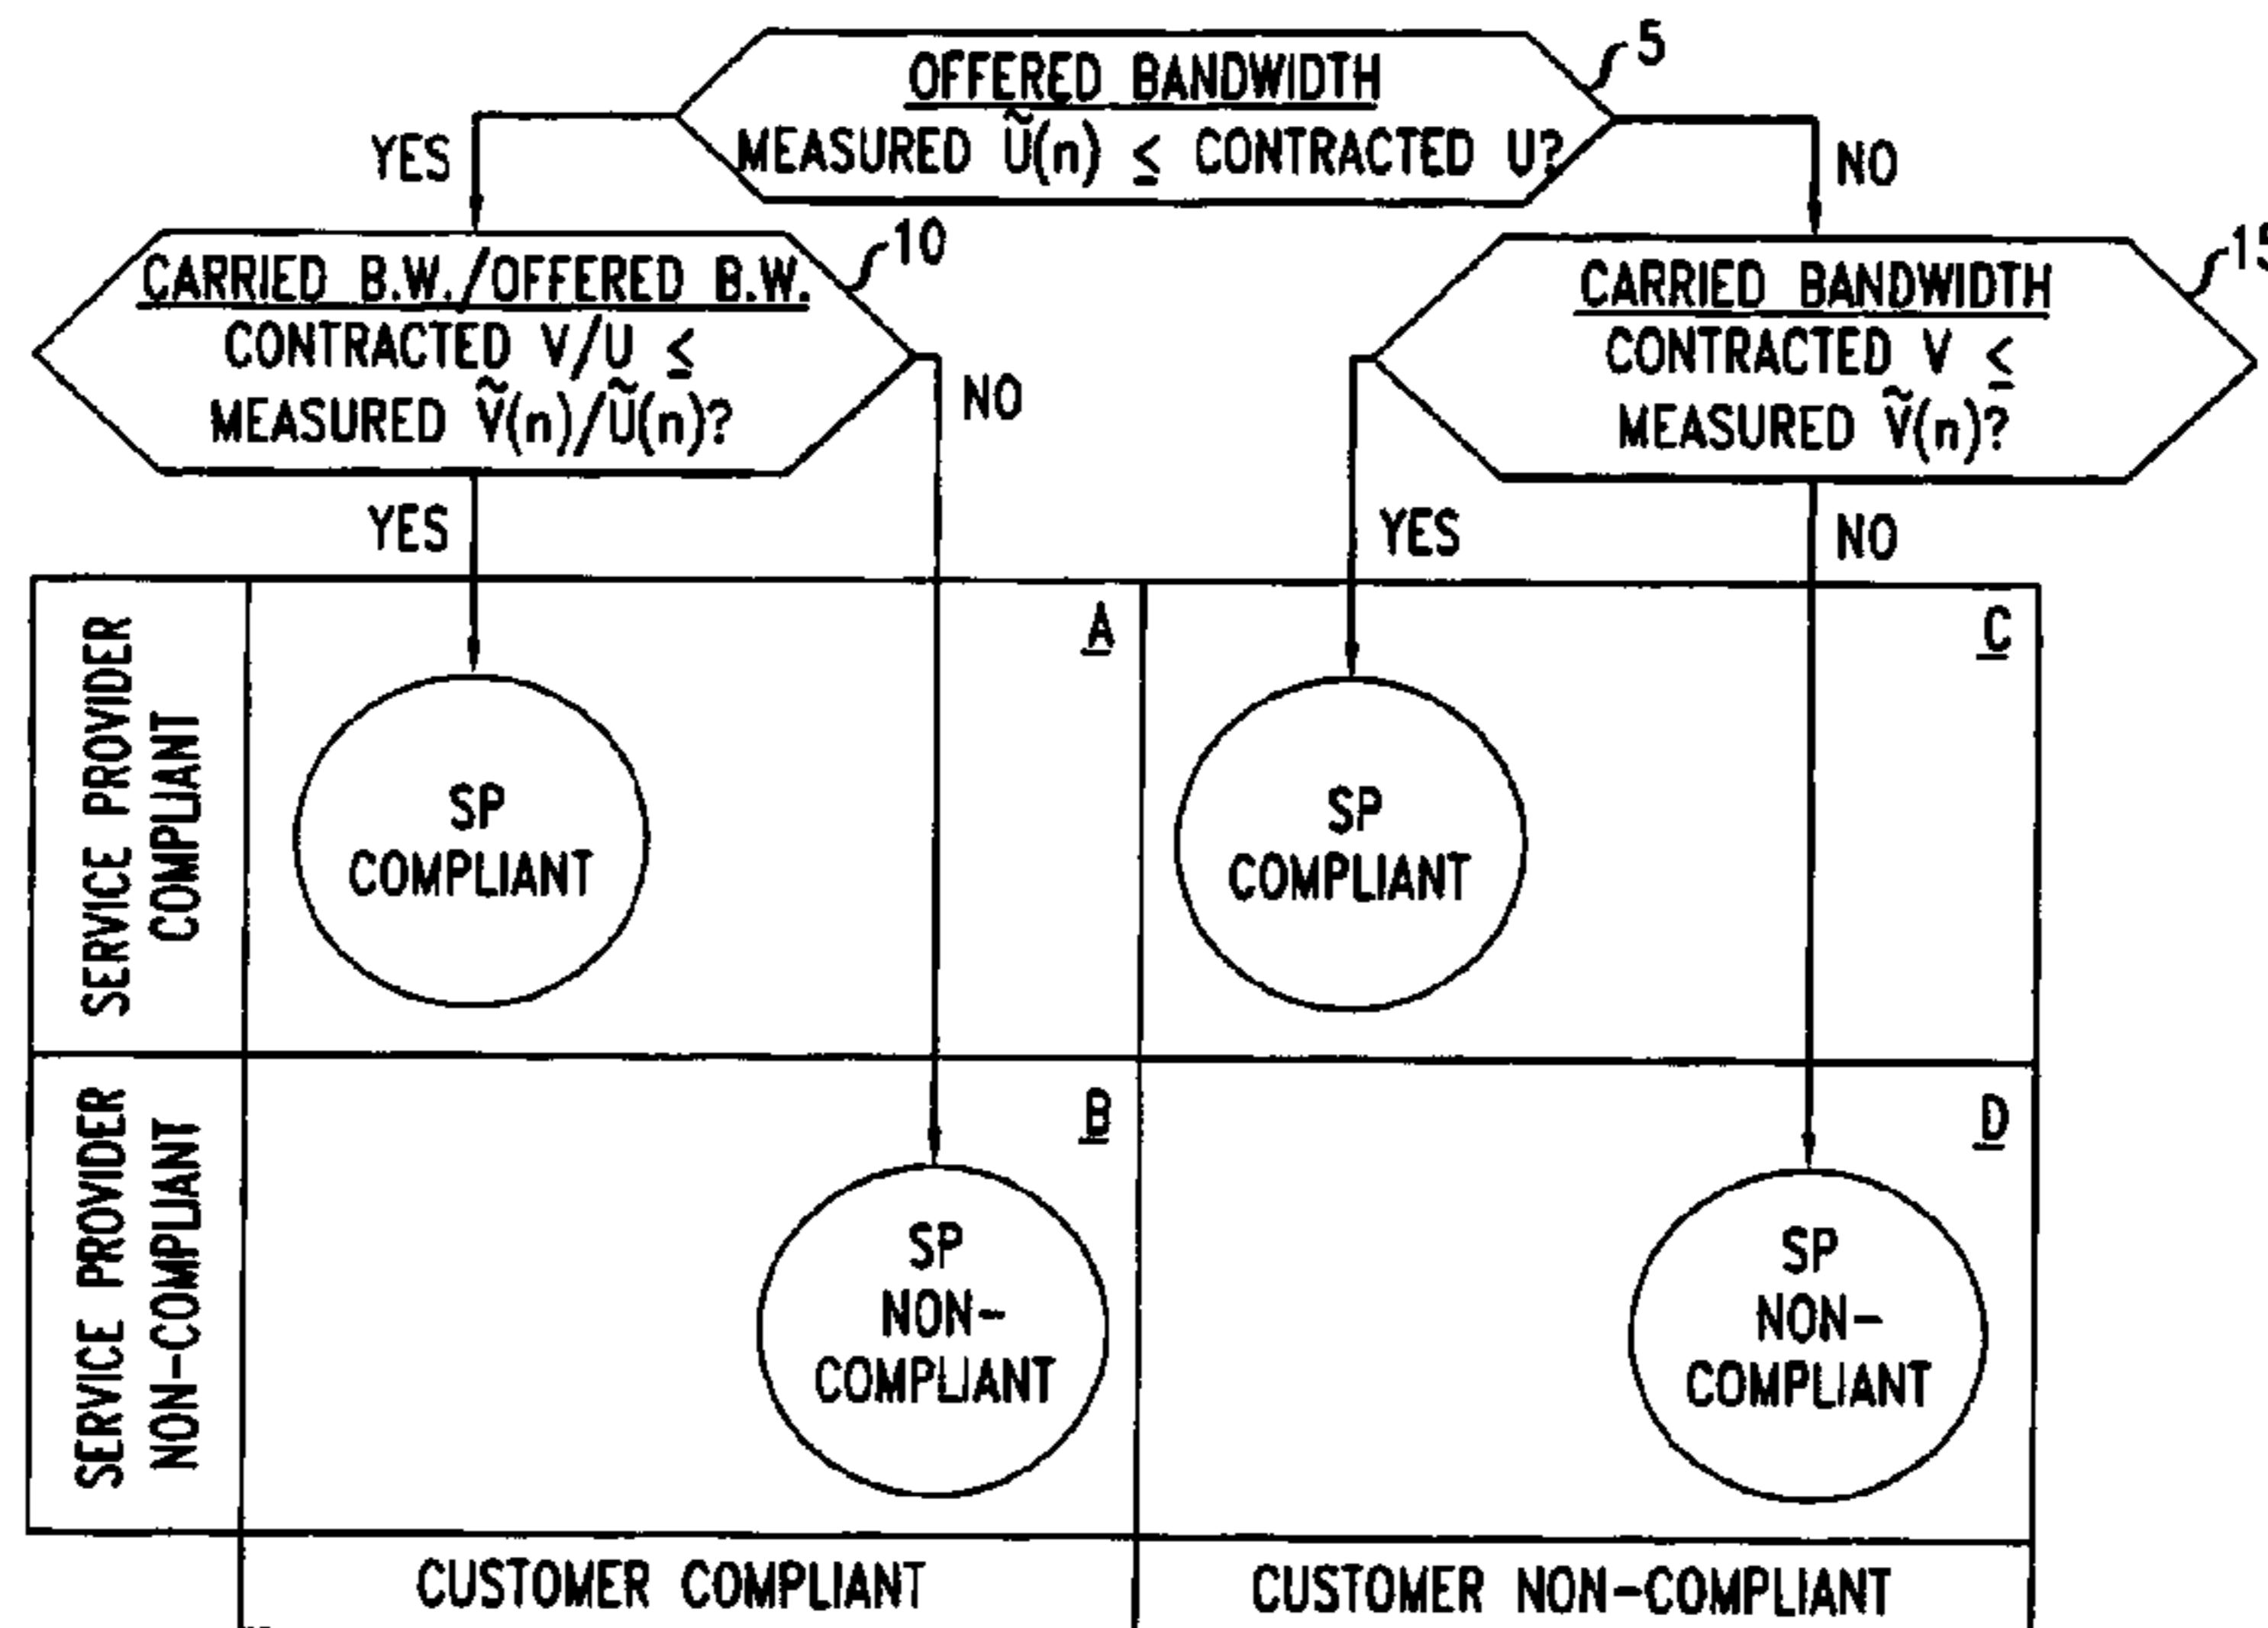 5
OFFERED BANDWIDTH
MEASURED Ũ(n) ≤ CONTRACTED U?
YES
NO
10
CARRIED B.W./OFFERED B.W.
CONTRACTED V/U ≤
MEASURED Ṽ(n)/Ũ(n)?
15
CARRIED BANDWIDTH
CONTRACTED V ≤
MEASURED Ṽ(n)?
NO
YES
YES
NO
SERVICE PROVIDER
COMPLIANT
A
SP
COMPLIANT
C
SP
COMPLIANT
SERVICE PROVIDER
NON-COMPLIANT
B
SP
NON-
COMPLIANT
D
SP
NON-
COMPLIANT
CUSTOMER COMPLIANT
CUSTOMER NON-COMPLIANT